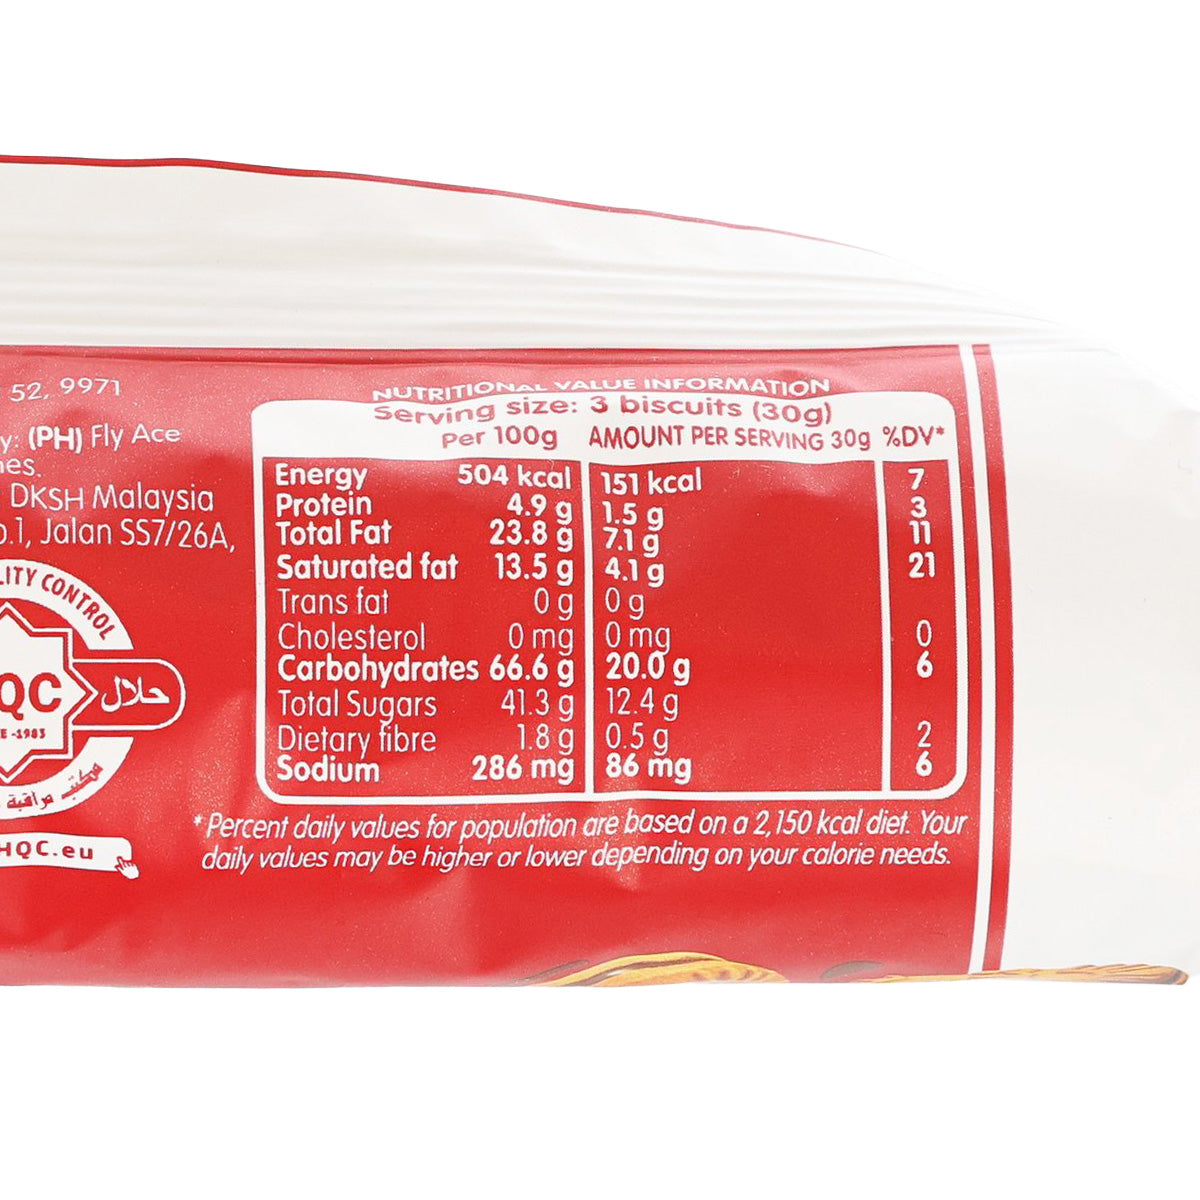 52, 9971
y: (PH) Fly Ace
es.
DKSH Malaysia
.1, Jalan SS7/26A,
LITY CONTROL
QC
حلال
E -1983
مكتب مراقبة
HQC.eu
NUTRITIONAL VALUE INFORMATION
Serving size: 3 biscuits (30g)
Per 100g AMOUNT PER SERVING 30g %DV*
Energy 504 kcal 151 kcal 7
Protein 4.9 g 1.5 g 3
Total Fat 23.8 g 7.1 g 11
Saturated fat 13.5 g 4.1 g 21
Trans fat 0 g 0 g
Cholesterol 0 mg 0 mg 0
Carbohydrates 66.6 g 20.0 g 6
Total Sugars 41.3 g 12.4 g
Dietary fibre 1.8 g 0.5 g 2
Sodium 286 mg 86 mg 6
* Percent daily values for population are based on a 2,150 kcal diet. Your
daily values may be higher or lower depending on your calorie needs.